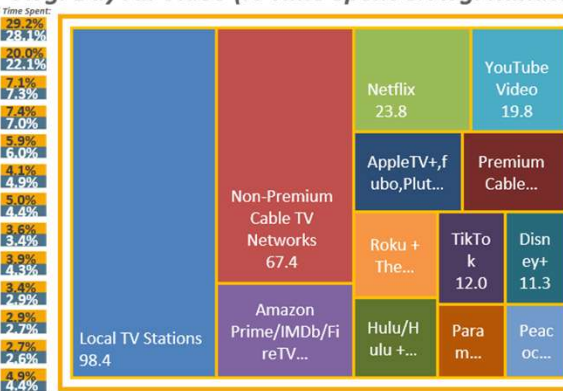 Time Spent:
29.2%
28.1%
20.0%
22.1%
7.1%
7.3%
7.4%
7.0%
5.9%
6.0%
4.1%
4.9%
5.0%
4.4%
3.6%
3.4%
3.9%
4.3%
3.4%
2.9%
2.9%
2.7%
2.7%
2.6%
4.9%
4.4%
Local TV Stations
98.4
Non-Premium
Cable TV
Networks
67.4
Amazon
Prime/IMDb/Fi
reTV...
Netflix
23.8
YouTube
Video
19.8
AppleTV+,f
ubo,Plut...
Premium
Cable...
Roku +
The...
TikTo
k
12.0
Disn
ey+
11.3
Hulu/H
ulu +...
Para
m...
Peac
oc...